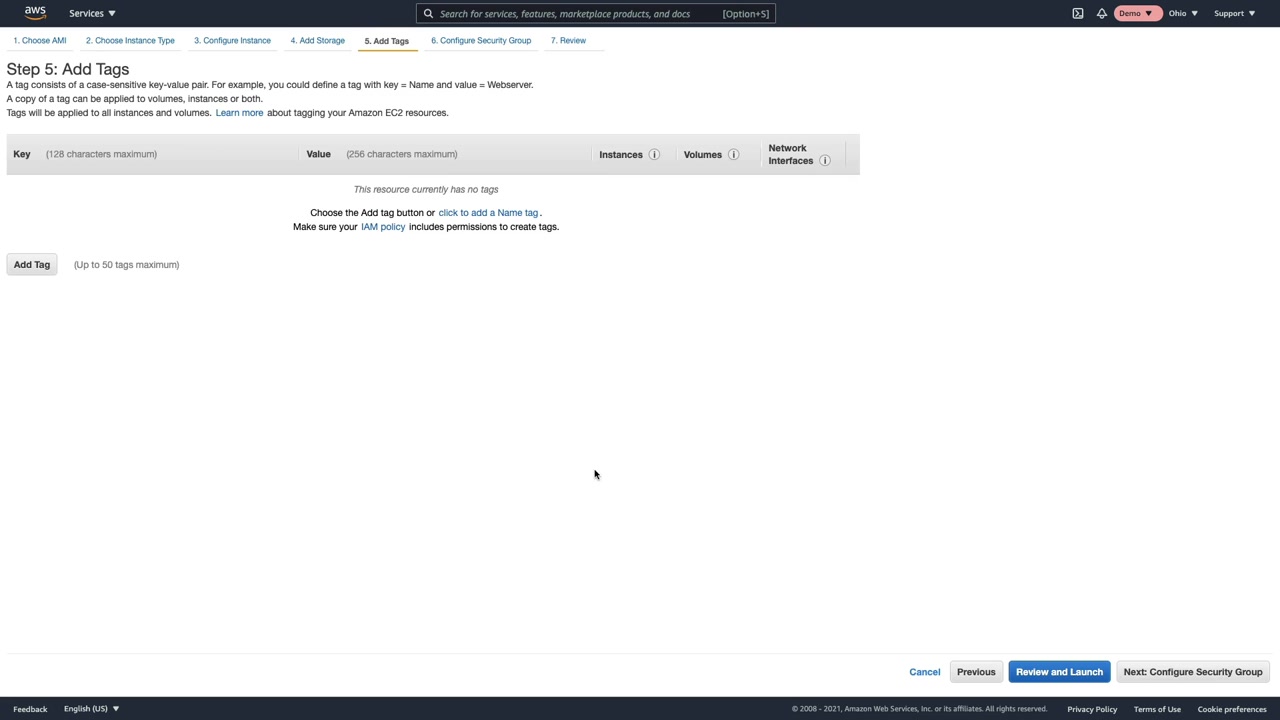 aws Services Search for services, features, marketplace products, and docs [Option+S] Demo Ohio Support
1. Choose AMI 2. Choose Instance Type 3. Configure Instance 4. Add Storage 5. Add Tags 6. Configure Security Group 7. Review
Step 5: Add Tags
A tag consists of a case-sensitive key-value pair. For example, you could define a tag with key = Name and value = Webserver.
A copy of a tag can be applied to volumes, instances or both.
Tags will be applied to all instances and volumes. Learn more about tagging your Amazon EC2 resources.
Key (128 characters maximum) Value (256 characters maximum) Instances i Volumes i Network
Interfaces i
This resource currently has no tags
Choose the Add tag button or click to add a Name tag.
Make sure your IAM policy includes permissions to create tags.
Add Tag (Up to 50 tags maximum)
Cancel Previous Review and Launch Next: Configure Security Group
Feedback English (US) © 2008 - 2021, Amazon Web Services, Inc. or its affiliates. All rights reserved. Privacy Policy Terms of Use Cookie preferences